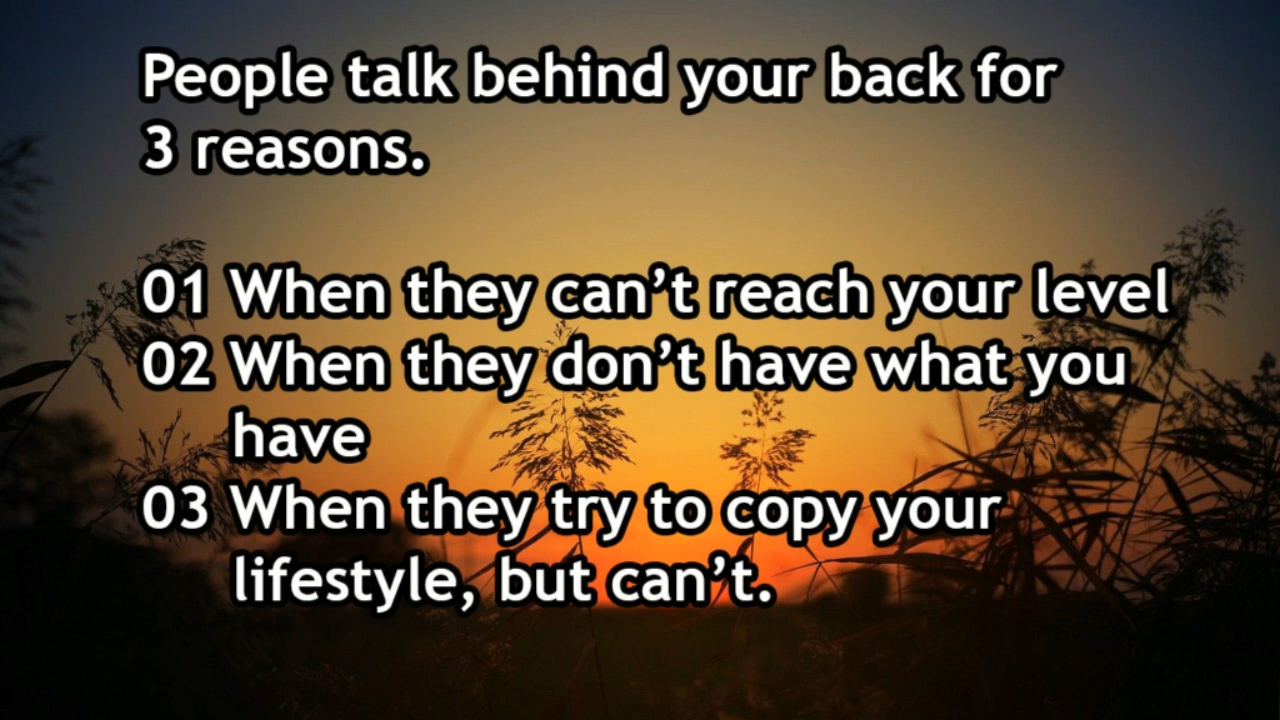 People talk behind your back for
3 reasons.
01 When they can’t reach your level
02 When they don’t have what you
have
03 When they try to copy your
lifestyle, but can’t.